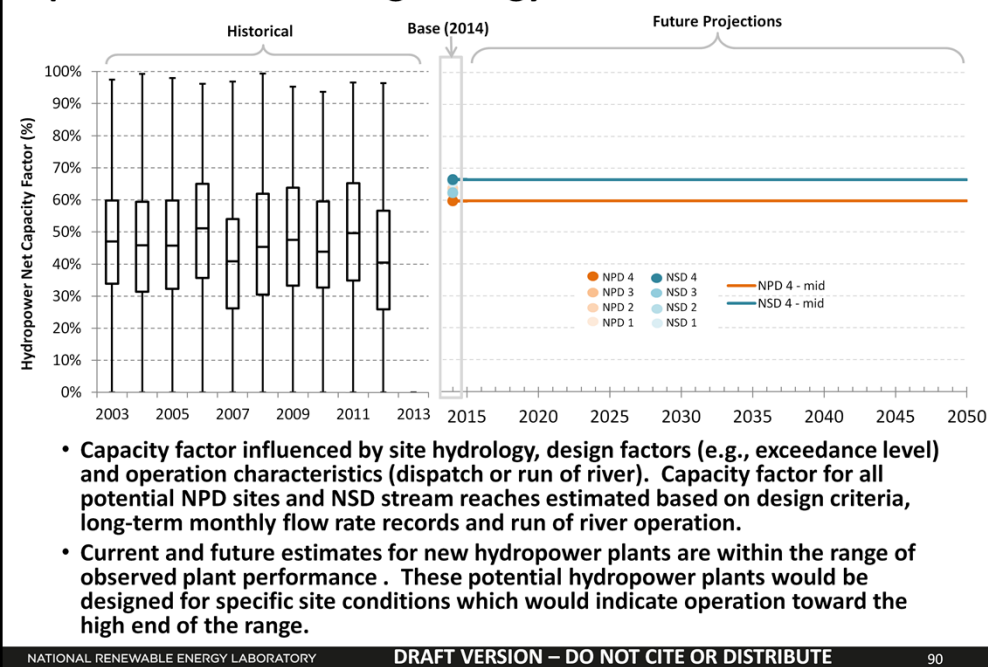 Historical
Base (2014)
Future Projections
Hydropower Net Capacity Factor (%)
100%
90%
80%
70%
60%
50%
40%
30%
20%
10%
0%
2003 2005 2007 2009 2011 2013 2015 2020 2025 2030 2035 2040 2045 2050
NPD 4 NSD 4
NPD 3 NSD 3
NPD 2 NSD 2
NPD 1 NSD 1
NPD 4 - mid
NSD 4 - mid
• Capacity factor influenced by site hydrology, design factors (e.g., exceedance level)
and operation characteristics (dispatch or run of river).  Capacity factor for all
potential NPD sites and NSD stream reaches estimated based on design criteria,
long-term monthly flow rate records and run of river operation.
• Current and future estimates for new hydropower plants are within the range of
observed plant performance .  These potential hydropower plants would be
designed for specific site conditions which would indicate operation toward the
high end of the range.
NATIONAL RENEWABLE ENERGY LABORATORY DRAFT VERSION – DO NOT CITE OR DISTRIBUTE 90